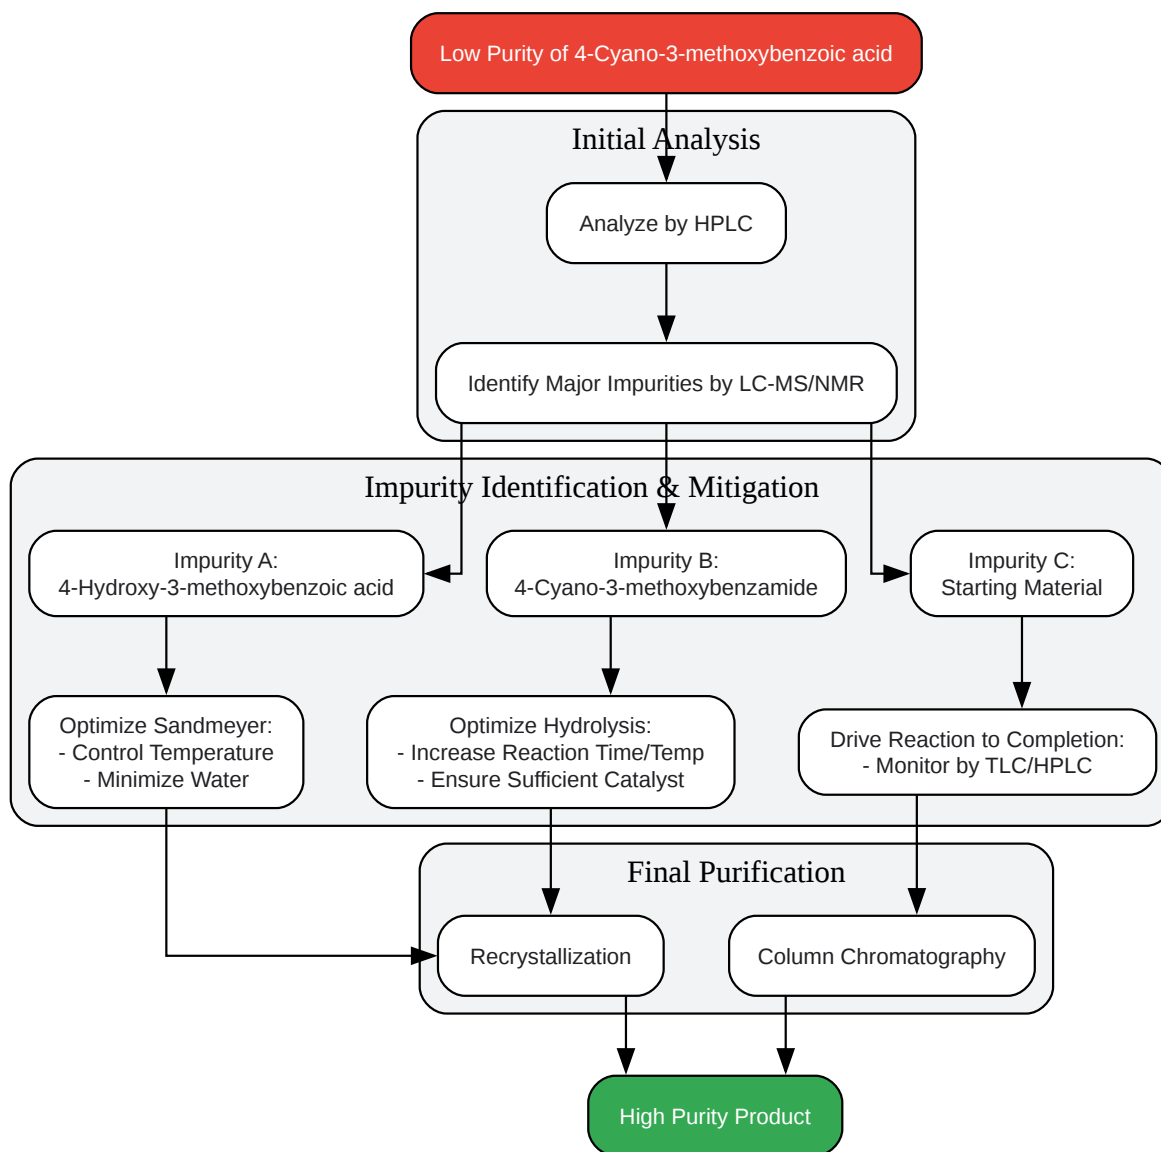 Low Purity of 4-Cyano-3-methoxybenzoic acid
Initial Analysis
Analyze by HPLC
Identify Major Impurities by LC-MS/NMR
Impurity Identification & Mitigation
Impurity A:
4-Hydroxy-3-methoxybenzoic acid
Impurity B:
4-Cyano-3-methoxybenzamide
Impurity C:
Starting Material
Optimize Sandmeyer:
- Control Temperature
- Minimize Water
Optimize Hydrolysis:
- Increase Reaction Time/Temp
- Ensure Sufficient Catalyst
Drive Reaction to Completion:
- Monitor by TLC/HPLC
Final Purification
Recrystallization
Column Chromatography
High Purity Product